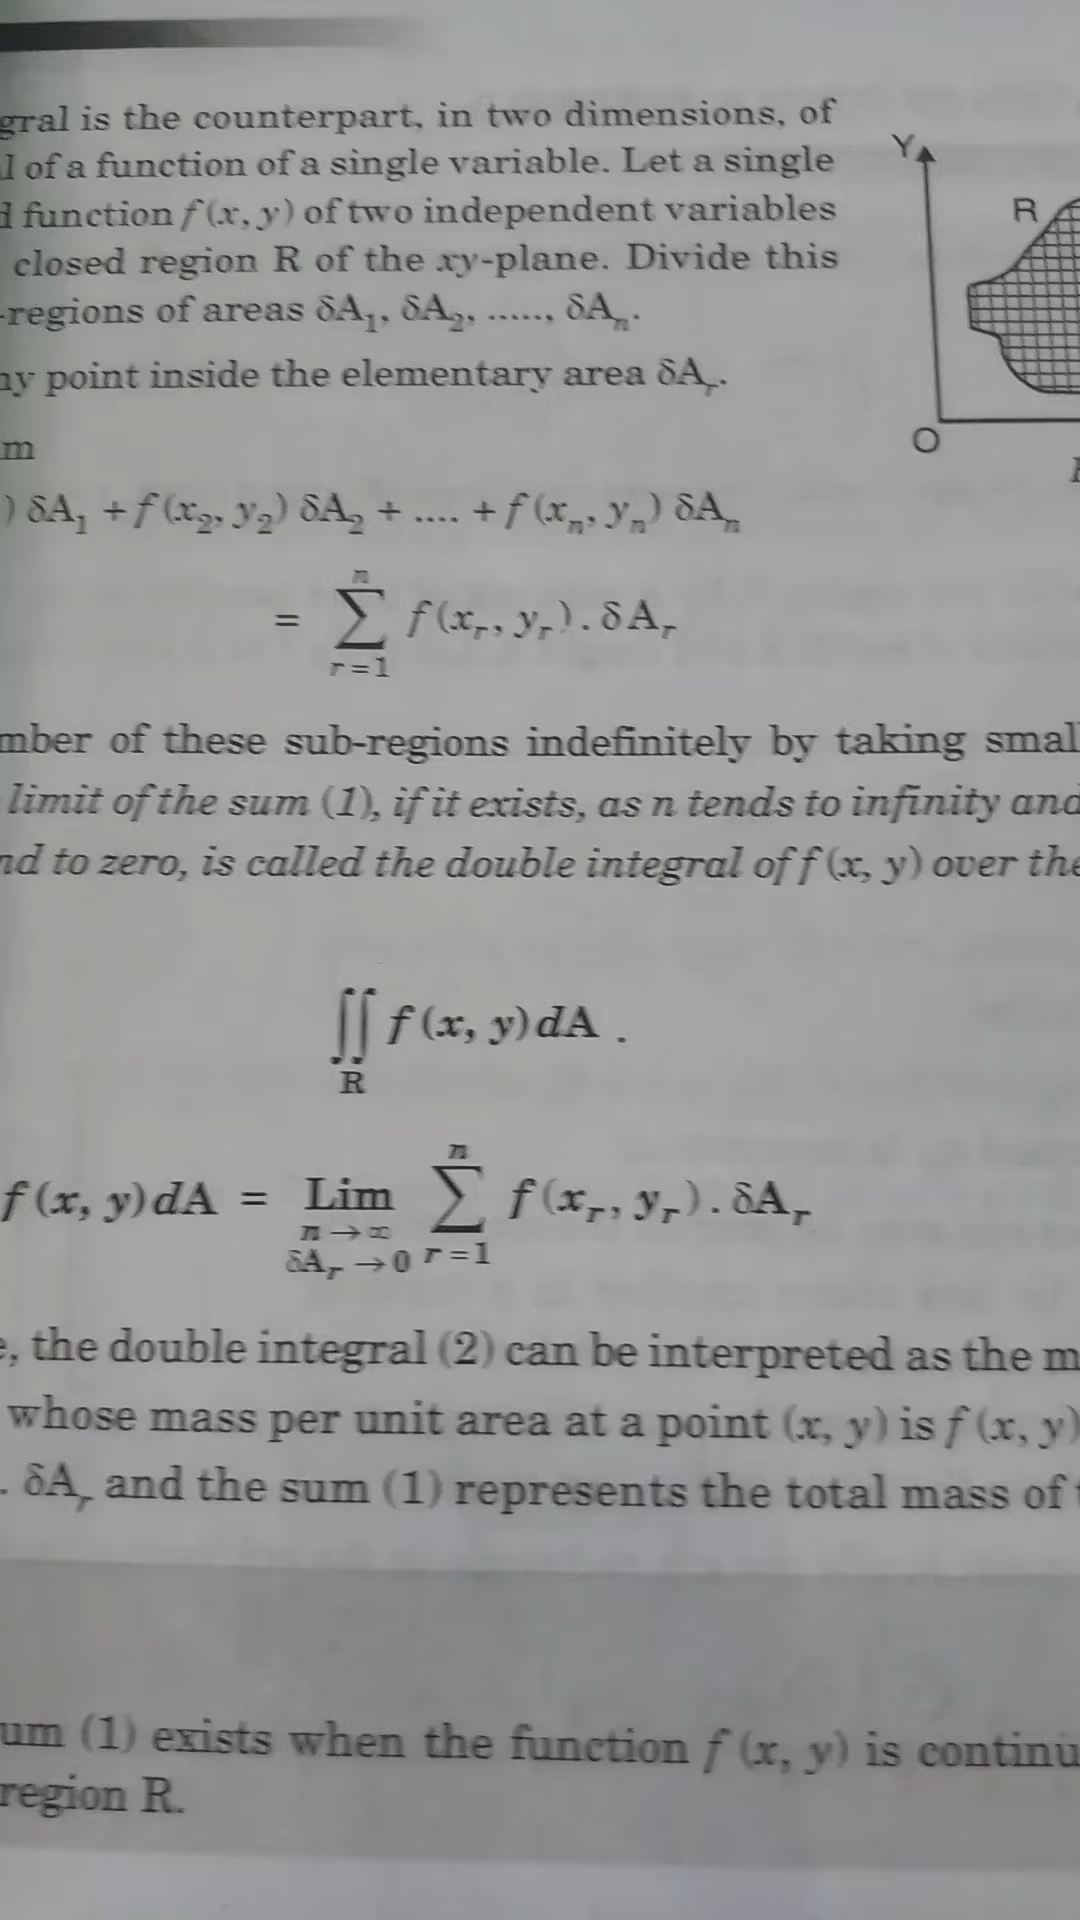 gral is the counterpart, in two dimensions, of
l of a function of a single variable. Let a single
d function f(x, y) of two independent variables
closed region R of the xy-plane. Divide this
-regions of areas δA₁, δA₂, ......, δAₙ.
ny point inside the elementary area δAᵣ.
m
) δA₁ + f(x₂, y₂) δA₂ + .... + f(xₙ, yₙ) δAₙ
= n ∑ r=1 f(xᵣ, yᵣ). δAᵣ
mber of these sub-regions indefinitely by taking small
limit of the sum (1), if it exists, as n tends to infinity and
nd to zero, is called the double integral of f(x, y) over the
∬ R f(x, y)dA .
f(x, y)dA = Lim n→∞ δAᵣ→0 n ∑ r=1 f(xᵣ, yᵣ). δAᵣ
e, the double integral (2) can be interpreted as the m
whose mass per unit area at a point (x, y) is f(x, y)
. δAᵣ and the sum (1) represents the total mass of t
um (1) exists when the function f(x, y) is continu
region R.
Y
R
O